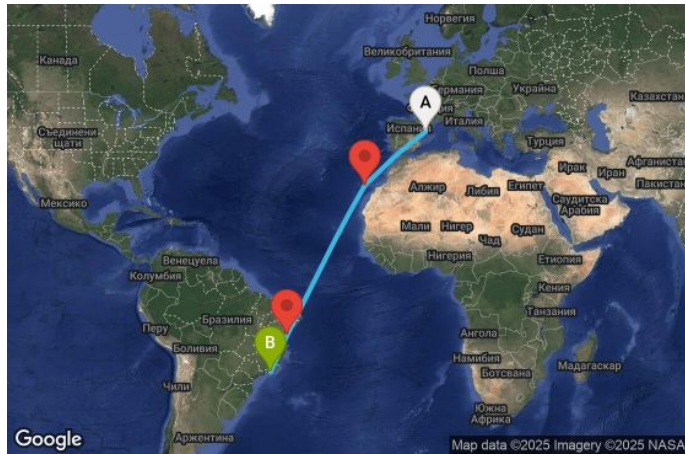 Норвегия
Канада
Великобритания
Полша
Германия
Украйна
Казахстан
A
Испания
Италия
Съединени
щати
Турция
Ирак
Афганистан
Иран
Пакистан
Алжир
Либия
Египет
Саудитска
Арабия
Мексико
Мали
Нигер
Чад
Судан
Венецуела
Нигерия
Етиопия
Колумбия
Кения
Бразилия
Танзания
Перу
B
Боливия
Ангола
Намибия
Мадагаскар
Ботсвана
Чили
Южна
Африка
Аржентина
Google
Map data ©2025 Imagery ©2025 NASA